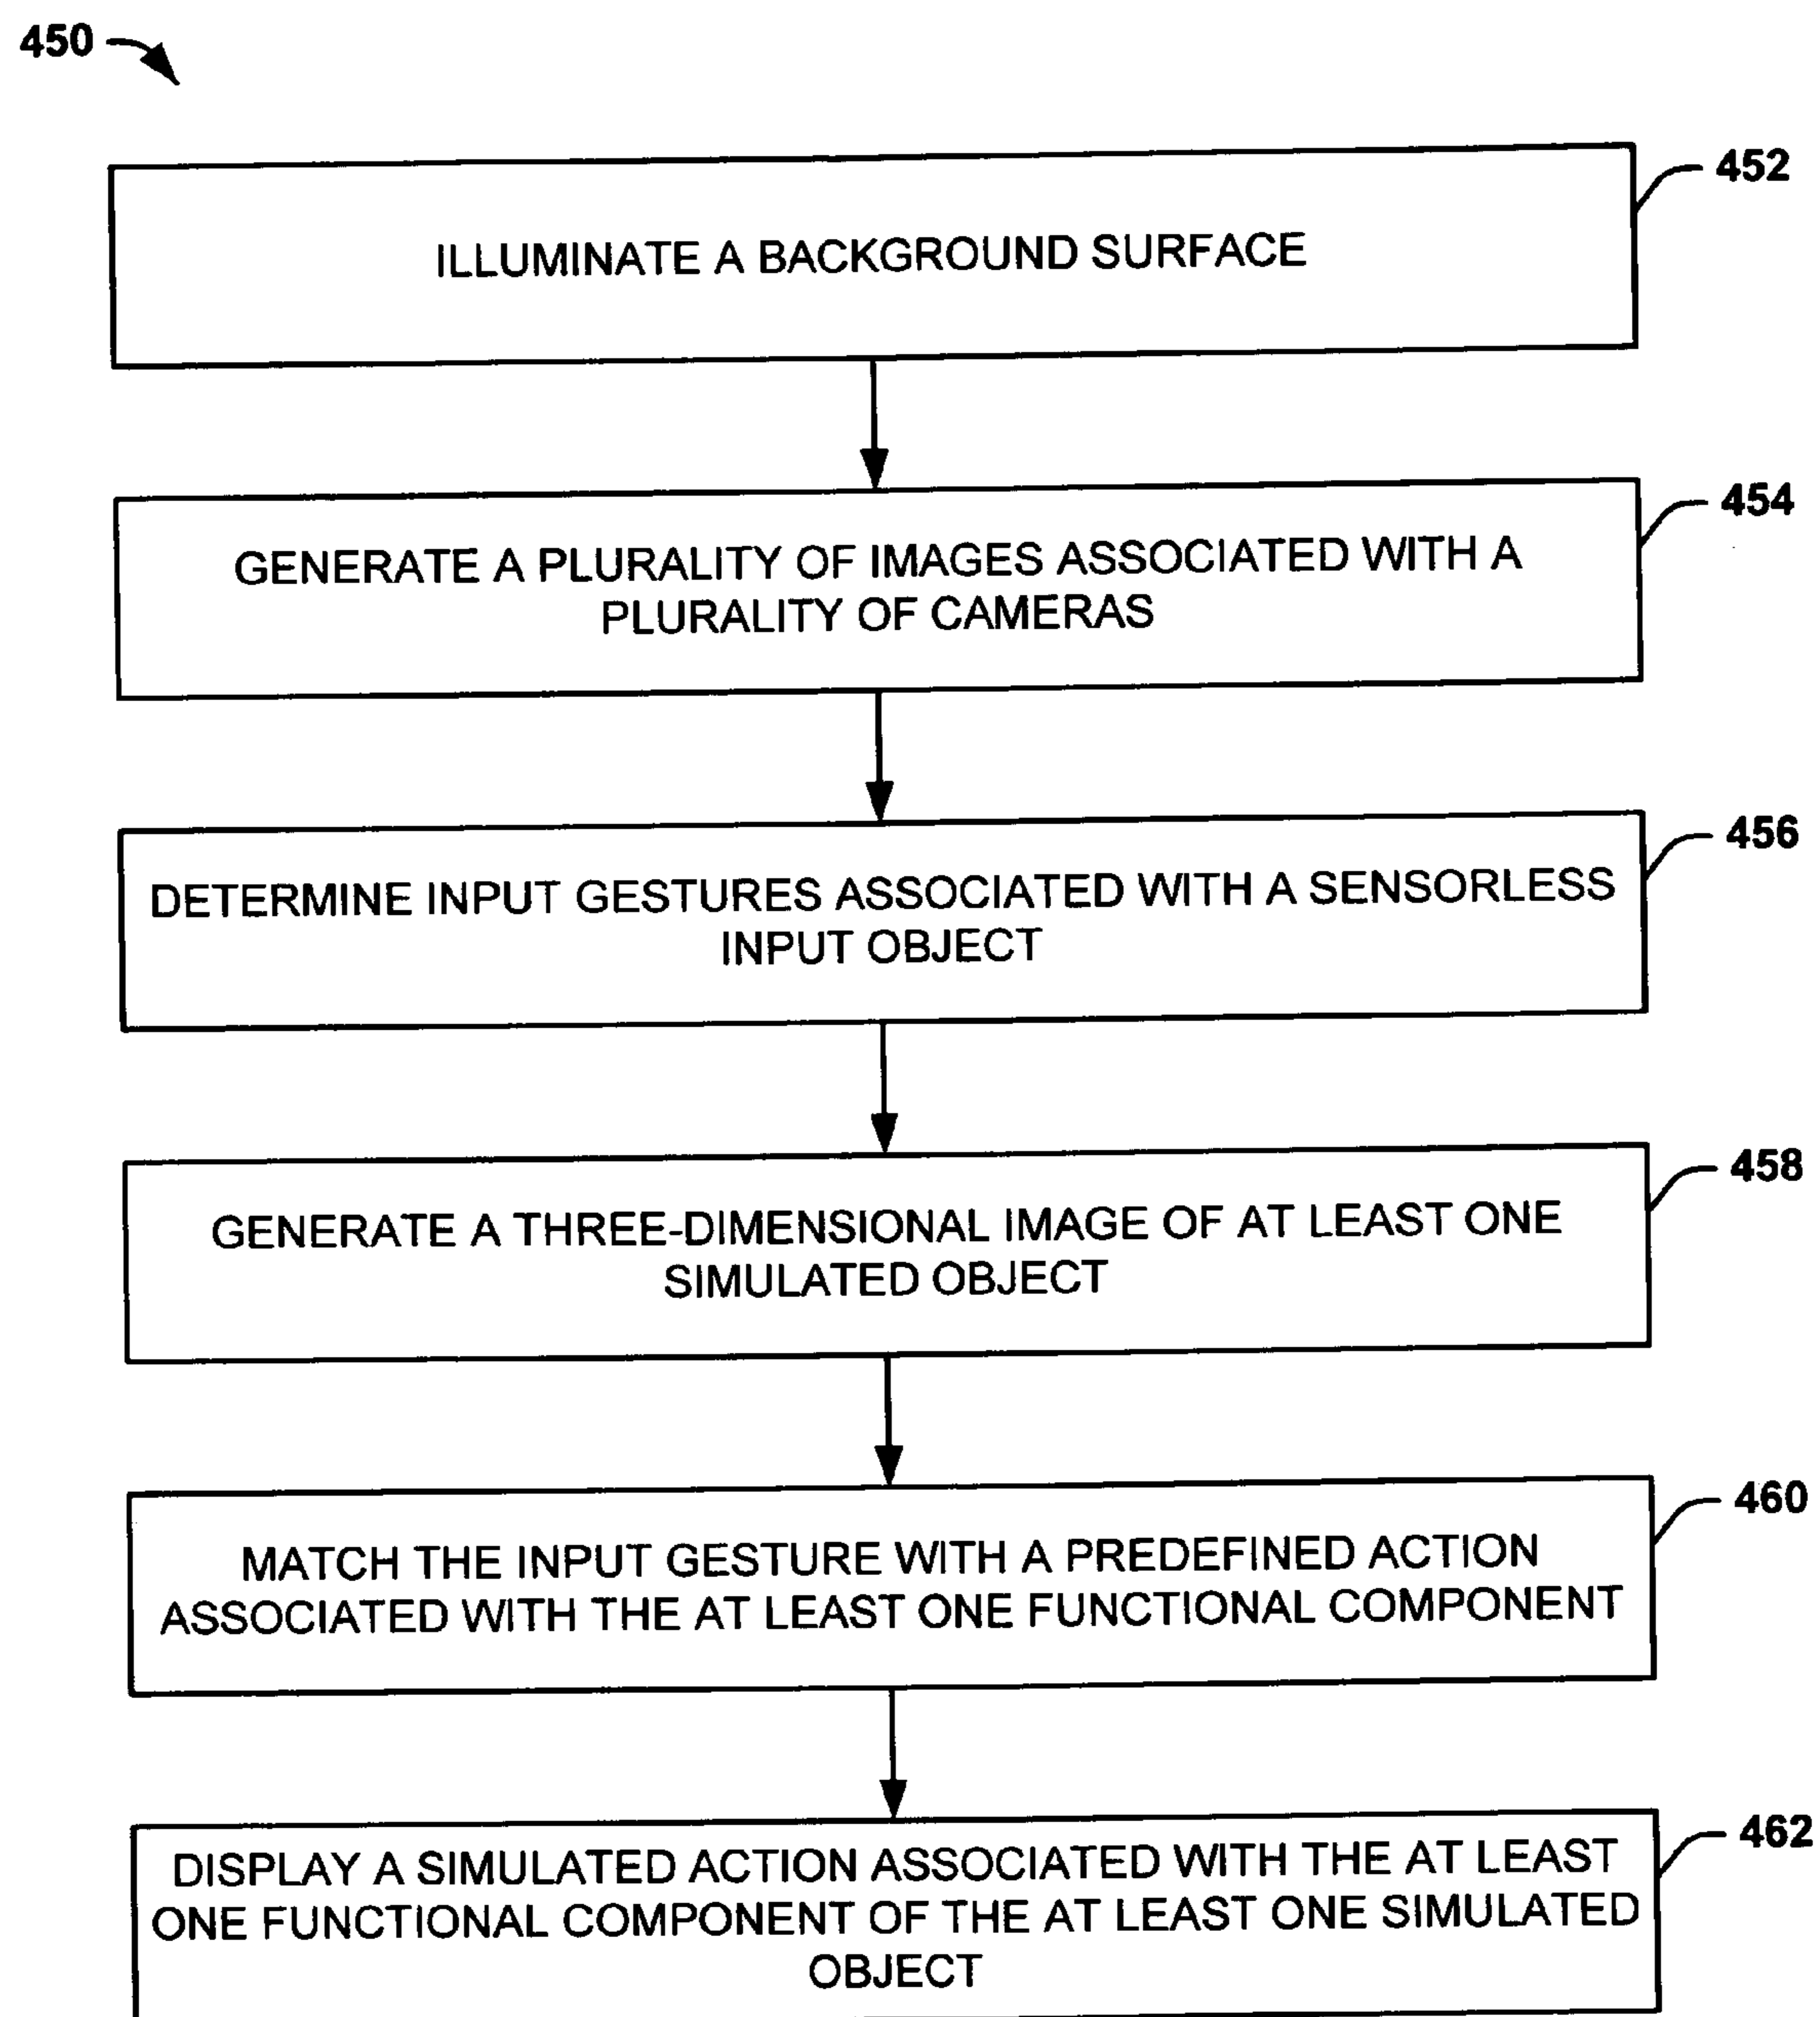 450
452
ILLUMINATE A BACKGROUND SURFACE
454
GENERATE A PLURALITY OF IMAGES ASSOCIATED WITH A
PLURALITY OF CAMERAS
456
DETERMINE INPUT GESTURES ASSOCIATED WITH A SENSORLESS
INPUT OBJECT
458
GENERATE A THREE-DIMENSIONAL IMAGE OF AT LEAST ONE
SIMULATED OBJECT
460
MATCH THE INPUT GESTURE WITH A PREDEFINED ACTION
ASSOCIATED WITH THE AT LEAST ONE FUNCTIONAL COMPONENT
462
DISPLAY A SIMULATED ACTION ASSOCIATED WITH THE AT LEAST
ONE FUNCTIONAL COMPONENT OF THE AT LEAST ONE SIMULATED
OBJECT